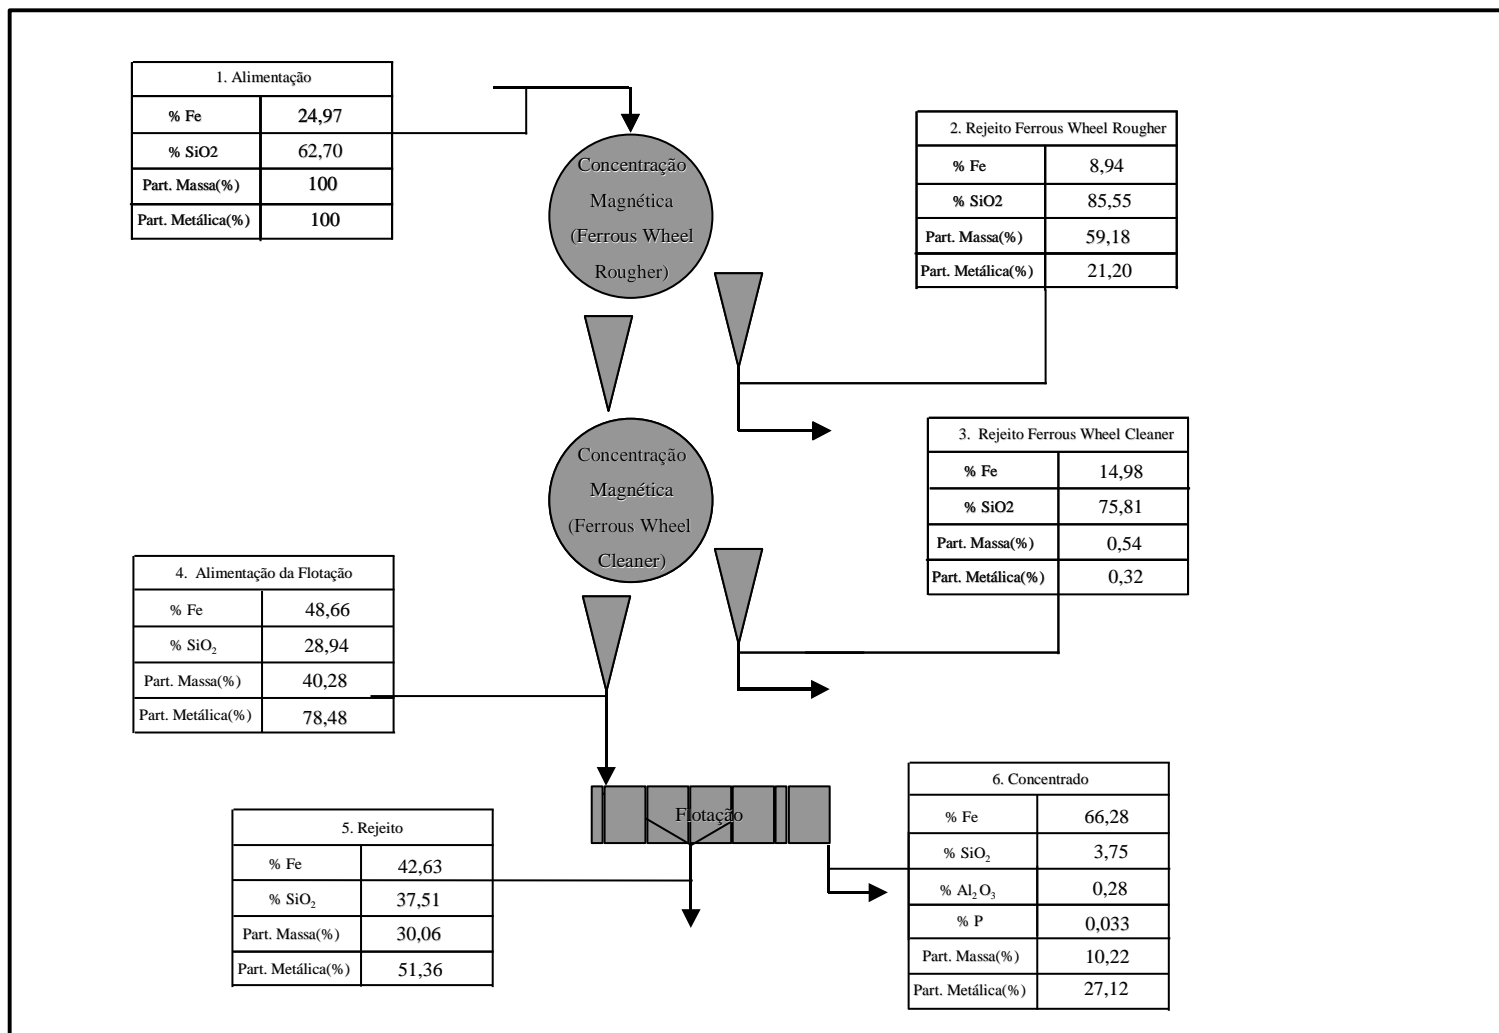 1. Alimentação
% Fe 24,97
% SiO2 62,70
Part. Massa(%) 100
Part. Metálica(%) 100
Concentração
Magnética
(Ferrous Wheel
Rougher)
2. Rejeito Ferrous Wheel Rougher
% Fe 8,94
% SiO2 85,55
Part. Massa(%) 59,18
Part. Metálica(%) 21,20
Concentração
Magnética
(Ferrous Wheel
Cleaner)
3. Rejeito Ferrous Wheel Cleaner
% Fe 14,98
% SiO2 75,81
Part. Massa(%) 0,54
Part. Metálica(%) 0,32
4. Alimentação da Flotação
% Fe 48,66
% SiO₂ 28,94
Part. Massa(%) 40,28
Part. Metálica(%) 78,48
Flotação
5. Rejeito
% Fe 42,63
% SiO₂ 37,51
Part. Massa(%) 30,06
Part. Metálica(%) 51,36
6. Concentrado
% Fe 66,28
% SiO₂ 3,75
% Al₂O₃ 0,28
% P 0,033
Part. Massa(%) 10,22
Part. Metálica(%) 27,12